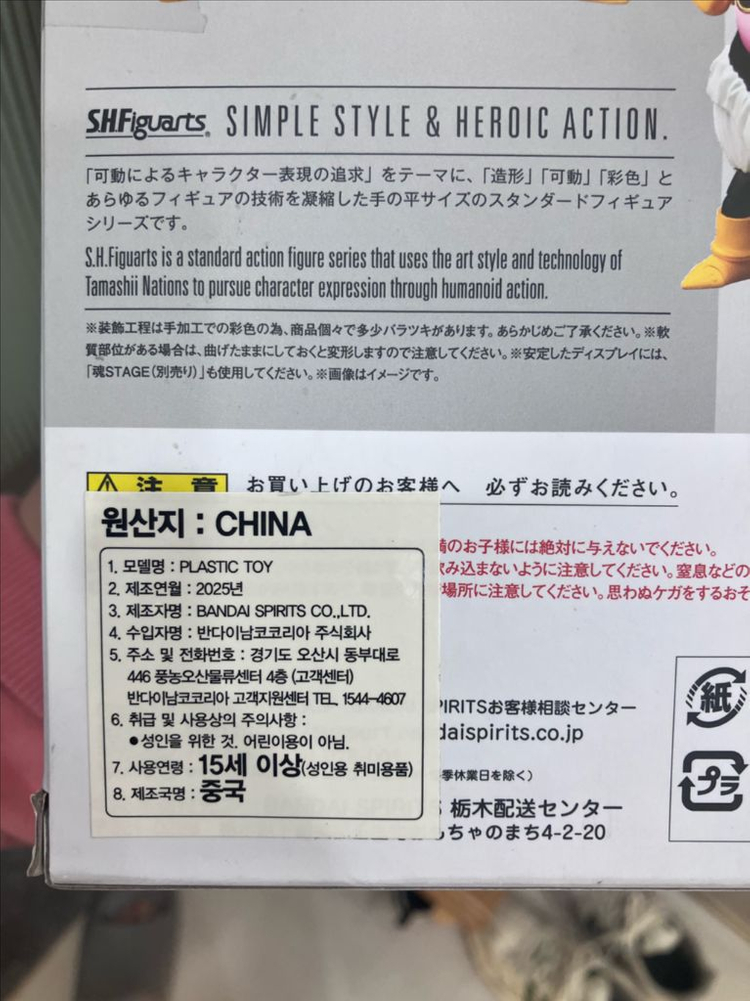 S.H.Figuarts. SIMPLE STYLE & HEROIC ACTION.
「可動によるキャラクター表現の追求」をテーマに、「造形」「可動」「彩色」と
あらゆるフィギュアの技術を凝縮した手の平サイズのスタンダードフィギュア
シリーズです。
S.H.Figuarts is a standard action figure series that uses the art style and technology of
Tamashii Nations to pursue character expression through humanoid action.
※装飾工程は手加工での彩色の為、商品個々で多少バラツキがあります。あらかじめご了承ください。※軟
質部位がある場合は、曲げたままにしておくと変形しますので注意してください。※安定したディスプレイには、
「魂STAGE(別売り)」も使用してください。※画像はイメージです。
注意 お買い上げのお客様へ 必ずお読みください。
원산지 : CHINA
1. 모델명 : PLASTIC TOY
2. 제조연월 : 2025년
3. 제조자명 : BANDAI SPIRITS CO.,LTD.
4. 수입자명 : 반다이남코코리아 주식회사
5. 주소 및 전화번호 : 경기도 오산시 동부대로
446 풍농오산물류센터 4층 (고객센터)
반다이남코코리아 고객지원센터 TEL. 1544-4607
6. 취급 및 사용상의 주의사항 :
●성인을 위한 것. 어린이용이 아님.
7. 사용연령 : 15세 이상(성인용 취미용품)
8. 제조국명 : 중국
満のお子様には絶対に与えないでください。
飲み込まないように注意してください。窒息などの
場所に注意してください。思わぬケガをするおそ
PIRITSお客様相談センター
daispirits.co.jp
季休業日を除く)
栃木配送センター
ちゃのまち4-2-20
紙
プラ